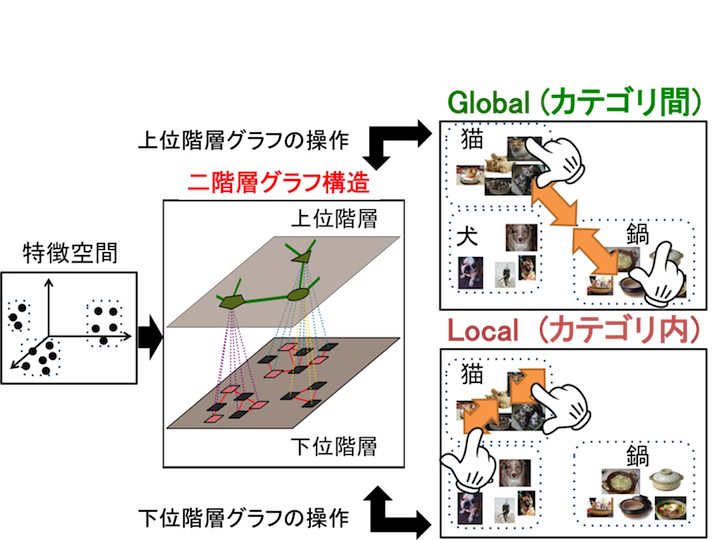 Global (カテゴリ間)
上位階層グラフの操作
猫
二階層グラフ構造
上位階層
犬
鍋
特徴空間
Local (カテゴリ内)
猫
下位階層
鍋
下位階層グラフの操作